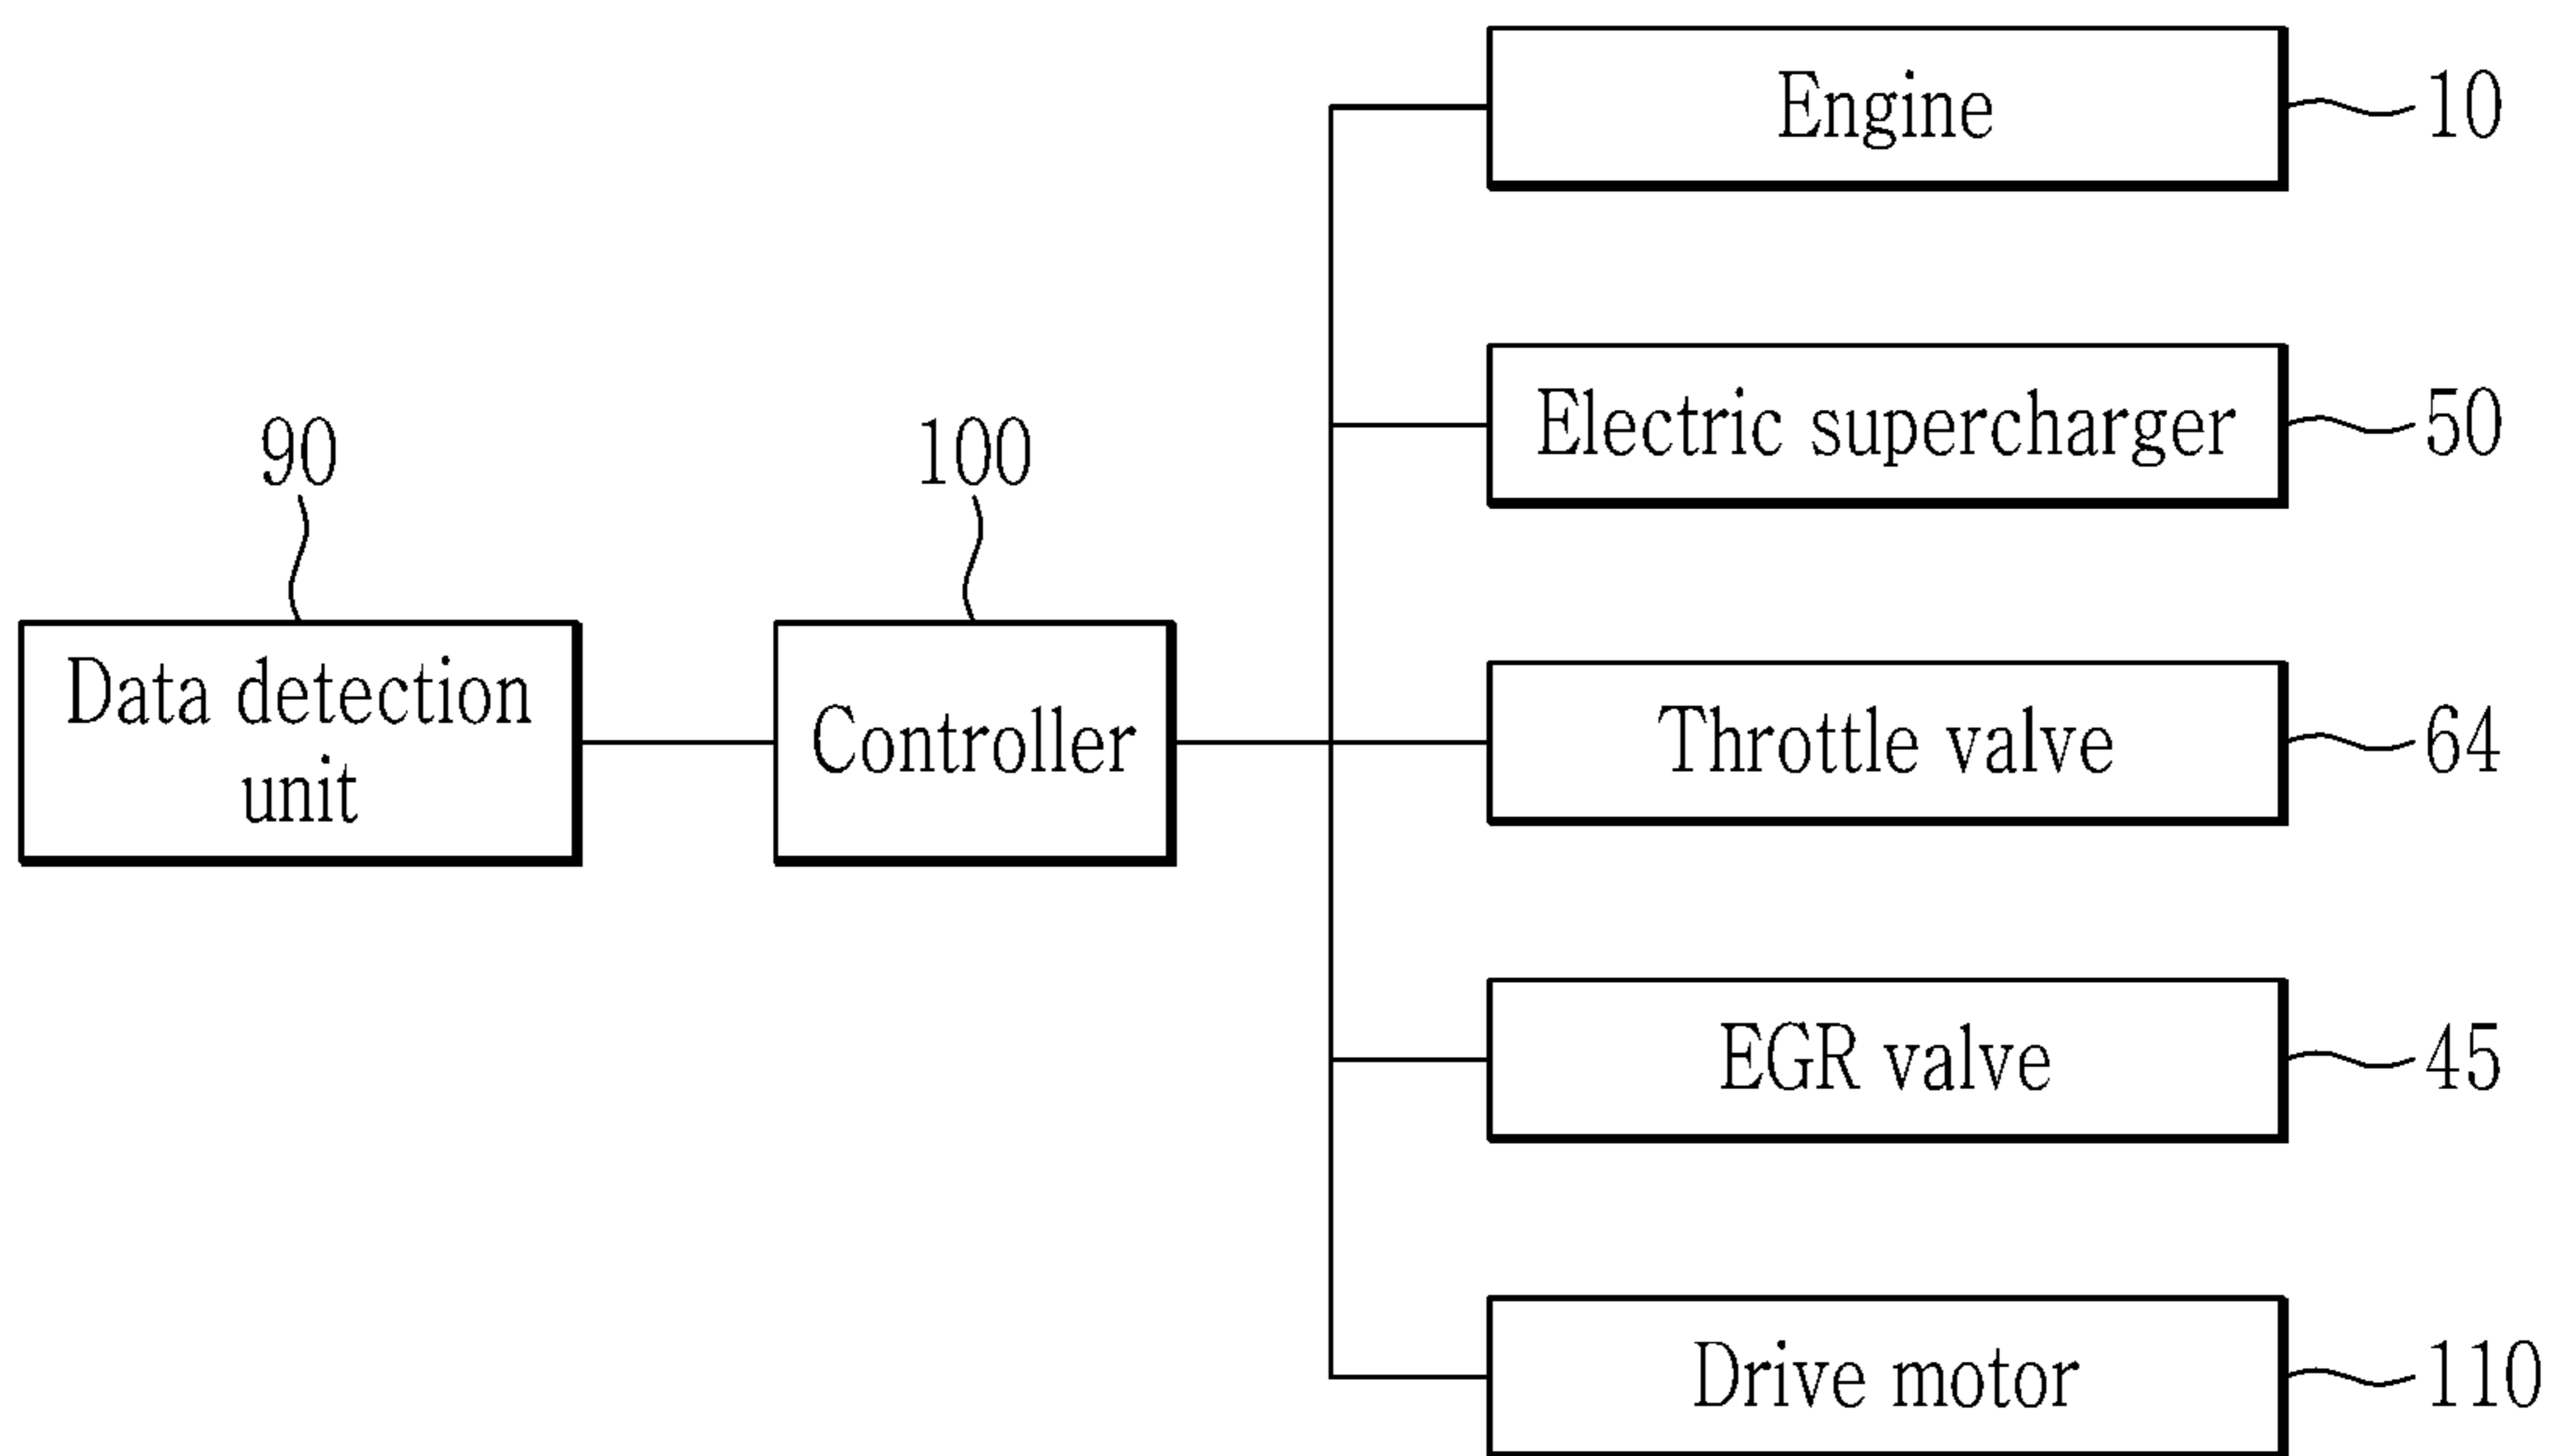 Engine
10
Electric supercharger
50
90
100
Data detection
unit
Controller
Throttle valve
64
EGR valve
45
Drive motor
110